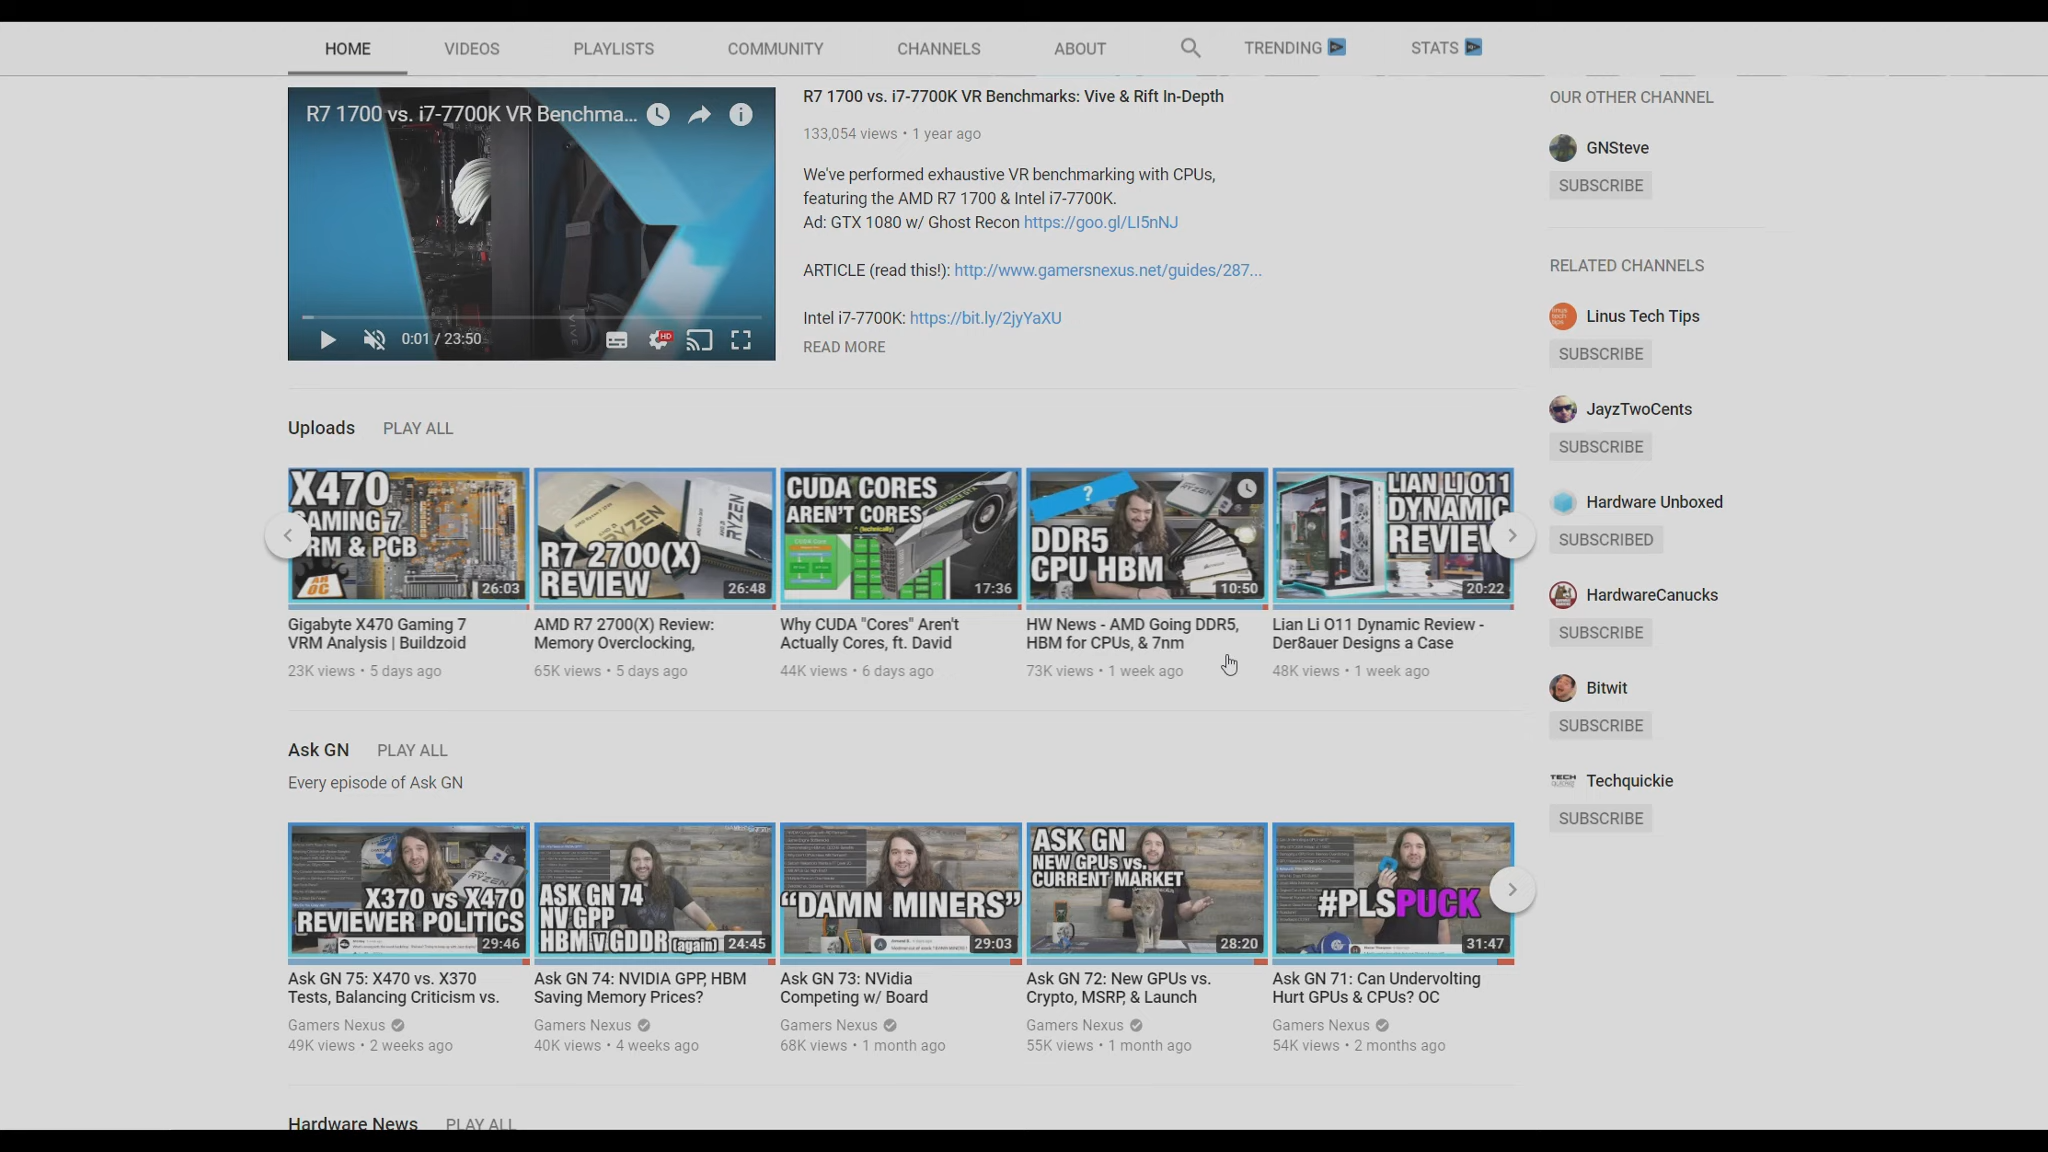 HOME VIDEOS PLAYLISTS COMMUNITY CHANNELS ABOUT TRENDING STATS
R7 1700 vs. i7-7700K VR Benchma...
0:01 / 23:50
HD
VIVE
R7 1700 vs. i7-7700K VR Benchmarks: Vive & Rift In-Depth
133,054 views • 1 year ago
We've performed exhaustive VR benchmarking with CPUs,
featuring the AMD R7 1700 & Intel i7-7700K.
Ad: GTX 1080 w/ Ghost Recon https://goo.gl/LI5nNJ
ARTICLE (read this!): http://www.gamersnexus.net/guides/287...
Intel i7-7700K: https://bit.ly/2jyYaXU
READ MORE
OUR OTHER CHANNEL
GNSteve
SUBSCRIBE
RELATED CHANNELS
Linus Tech Tips
SUBSCRIBE
JayzTwoCents
SUBSCRIBE
Hardware Unboxed
SUBSCRIBED
HardwareCanucks
SUBSCRIBE
Bitwit
SUBSCRIBE
Techquickie
SUBSCRIBE
Uploads PLAY ALL
X470
GAMING 7
VRM & PCB
26:03
Gigabyte X470 Gaming 7
VRM Analysis | Buildzoid
23K views • 5 days ago
RYZEN
R7 2700(X)
REVIEW
26:48
AMD R7 2700(X) Review:
Memory Overclocking,
65K views • 5 days ago
CUDA CORES
AREN'T CORES
(technically)
17:36
Why CUDA "Cores" Aren't
Actually Cores, ft. David
44K views • 6 days ago
?
RYZEN
DDR5
CPU HBM
10:50
HW News - AMD Going DDR5,
HBM for CPUs, & 7nm
73K views • 1 week ago
LIAN LI O11
DYNAMIC
REVIEW
20:22
Lian Li O11 Dynamic Review -
Der8auer Designs a Case
48K views • 1 week ago
Ask GN PLAY ALL
Every episode of Ask GN
X370 vs X470
REVIEWER POLITICS
29:46
Ask GN 75: X470 vs. X370
Tests, Balancing Criticism vs.
Gamers Nexus
49K views • 2 weeks ago
ASK GN 74
NV GPP
HBM v GDDR (again)
24:45
Ask GN 74: NVIDIA GPP, HBM
Saving Memory Prices?
Gamers Nexus
40K views • 4 weeks ago
"DAMN MINERS"
29:03
Ask GN 73: NVidia
Competing w/ Board
Gamers Nexus
68K views • 1 month ago
ASK GN
NEW GPUs vs.
CURRENT MARKET
28:20
Ask GN 72: New GPUs vs.
Crypto, MSRP, & Launch
Gamers Nexus
55K views • 1 month ago
#PLSPUCK
31:47
Ask GN 71: Can Undervolting
Hurt GPUs & CPUs? OC
Gamers Nexus
54K views • 2 months ago
Hardware News PLAY ALL